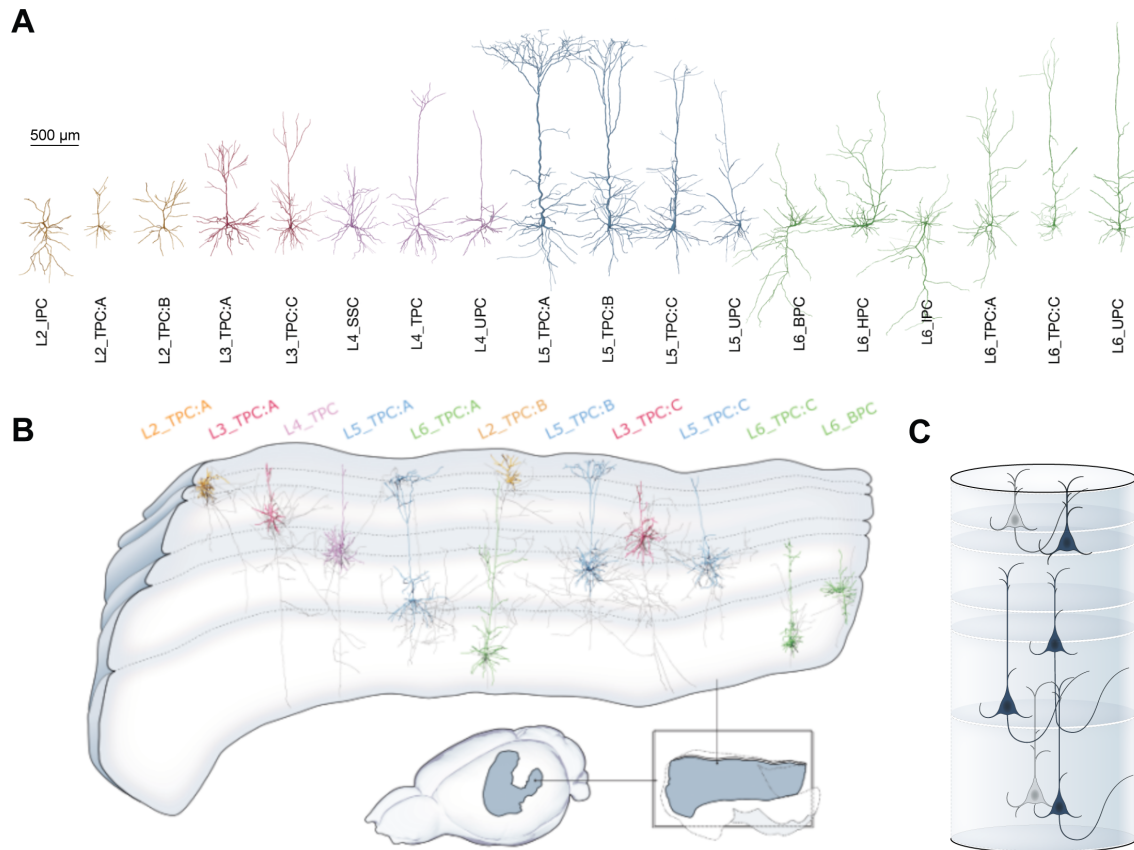 A
500 µm
L2_IPC
L2_TPC:A
L2_TPC:B
L3_TPC:A
L3_TPC:C
L4_SSC
L4_TPC
L4_UPC
L5_TPC:A
L5_TPC:B
L5_TPC:C
L5_UPC
L6_BPC
L6_HPC
L6_IPC
L6_TPC:A
L6_TPC:C
L6_UPC
B
L2_TPC:A
L3_TPC:A
L4_TPC
L5_TPC:A
L6_TPC:A
L2_TPC:B
L5_TPC:B
L3_TPC:C
L5_TPC:C
L6_TPC:C
L6_BPC
C